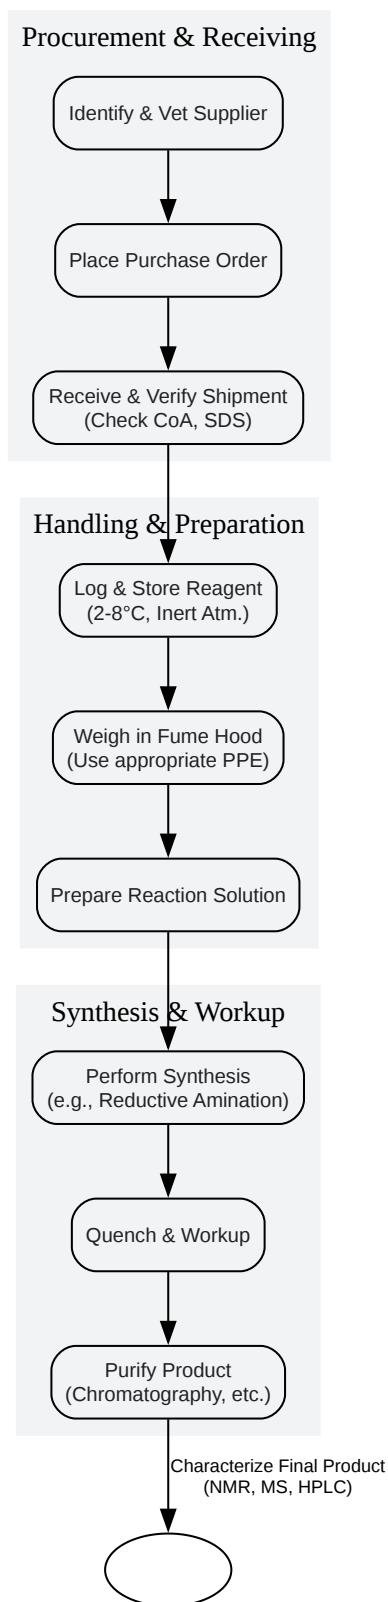 Procurement & Receiving
Identify & Vet Supplier
Place Purchase Order
Receive & Verify Shipment
(Check CoA, SDS)
Handling & Preparation
Log & Store Reagent
(2-8°C, Inert Atm.)
Weigh in Fume Hood
(Use appropriate PPE)
Prepare Reaction Solution
Synthesis & Workup
Perform Synthesis
(e.g., Reductive Amination)
Quench & Workup
Purify Product
(Chromatography, etc.)
Characterize Final Product
(NMR, MS, HPLC)